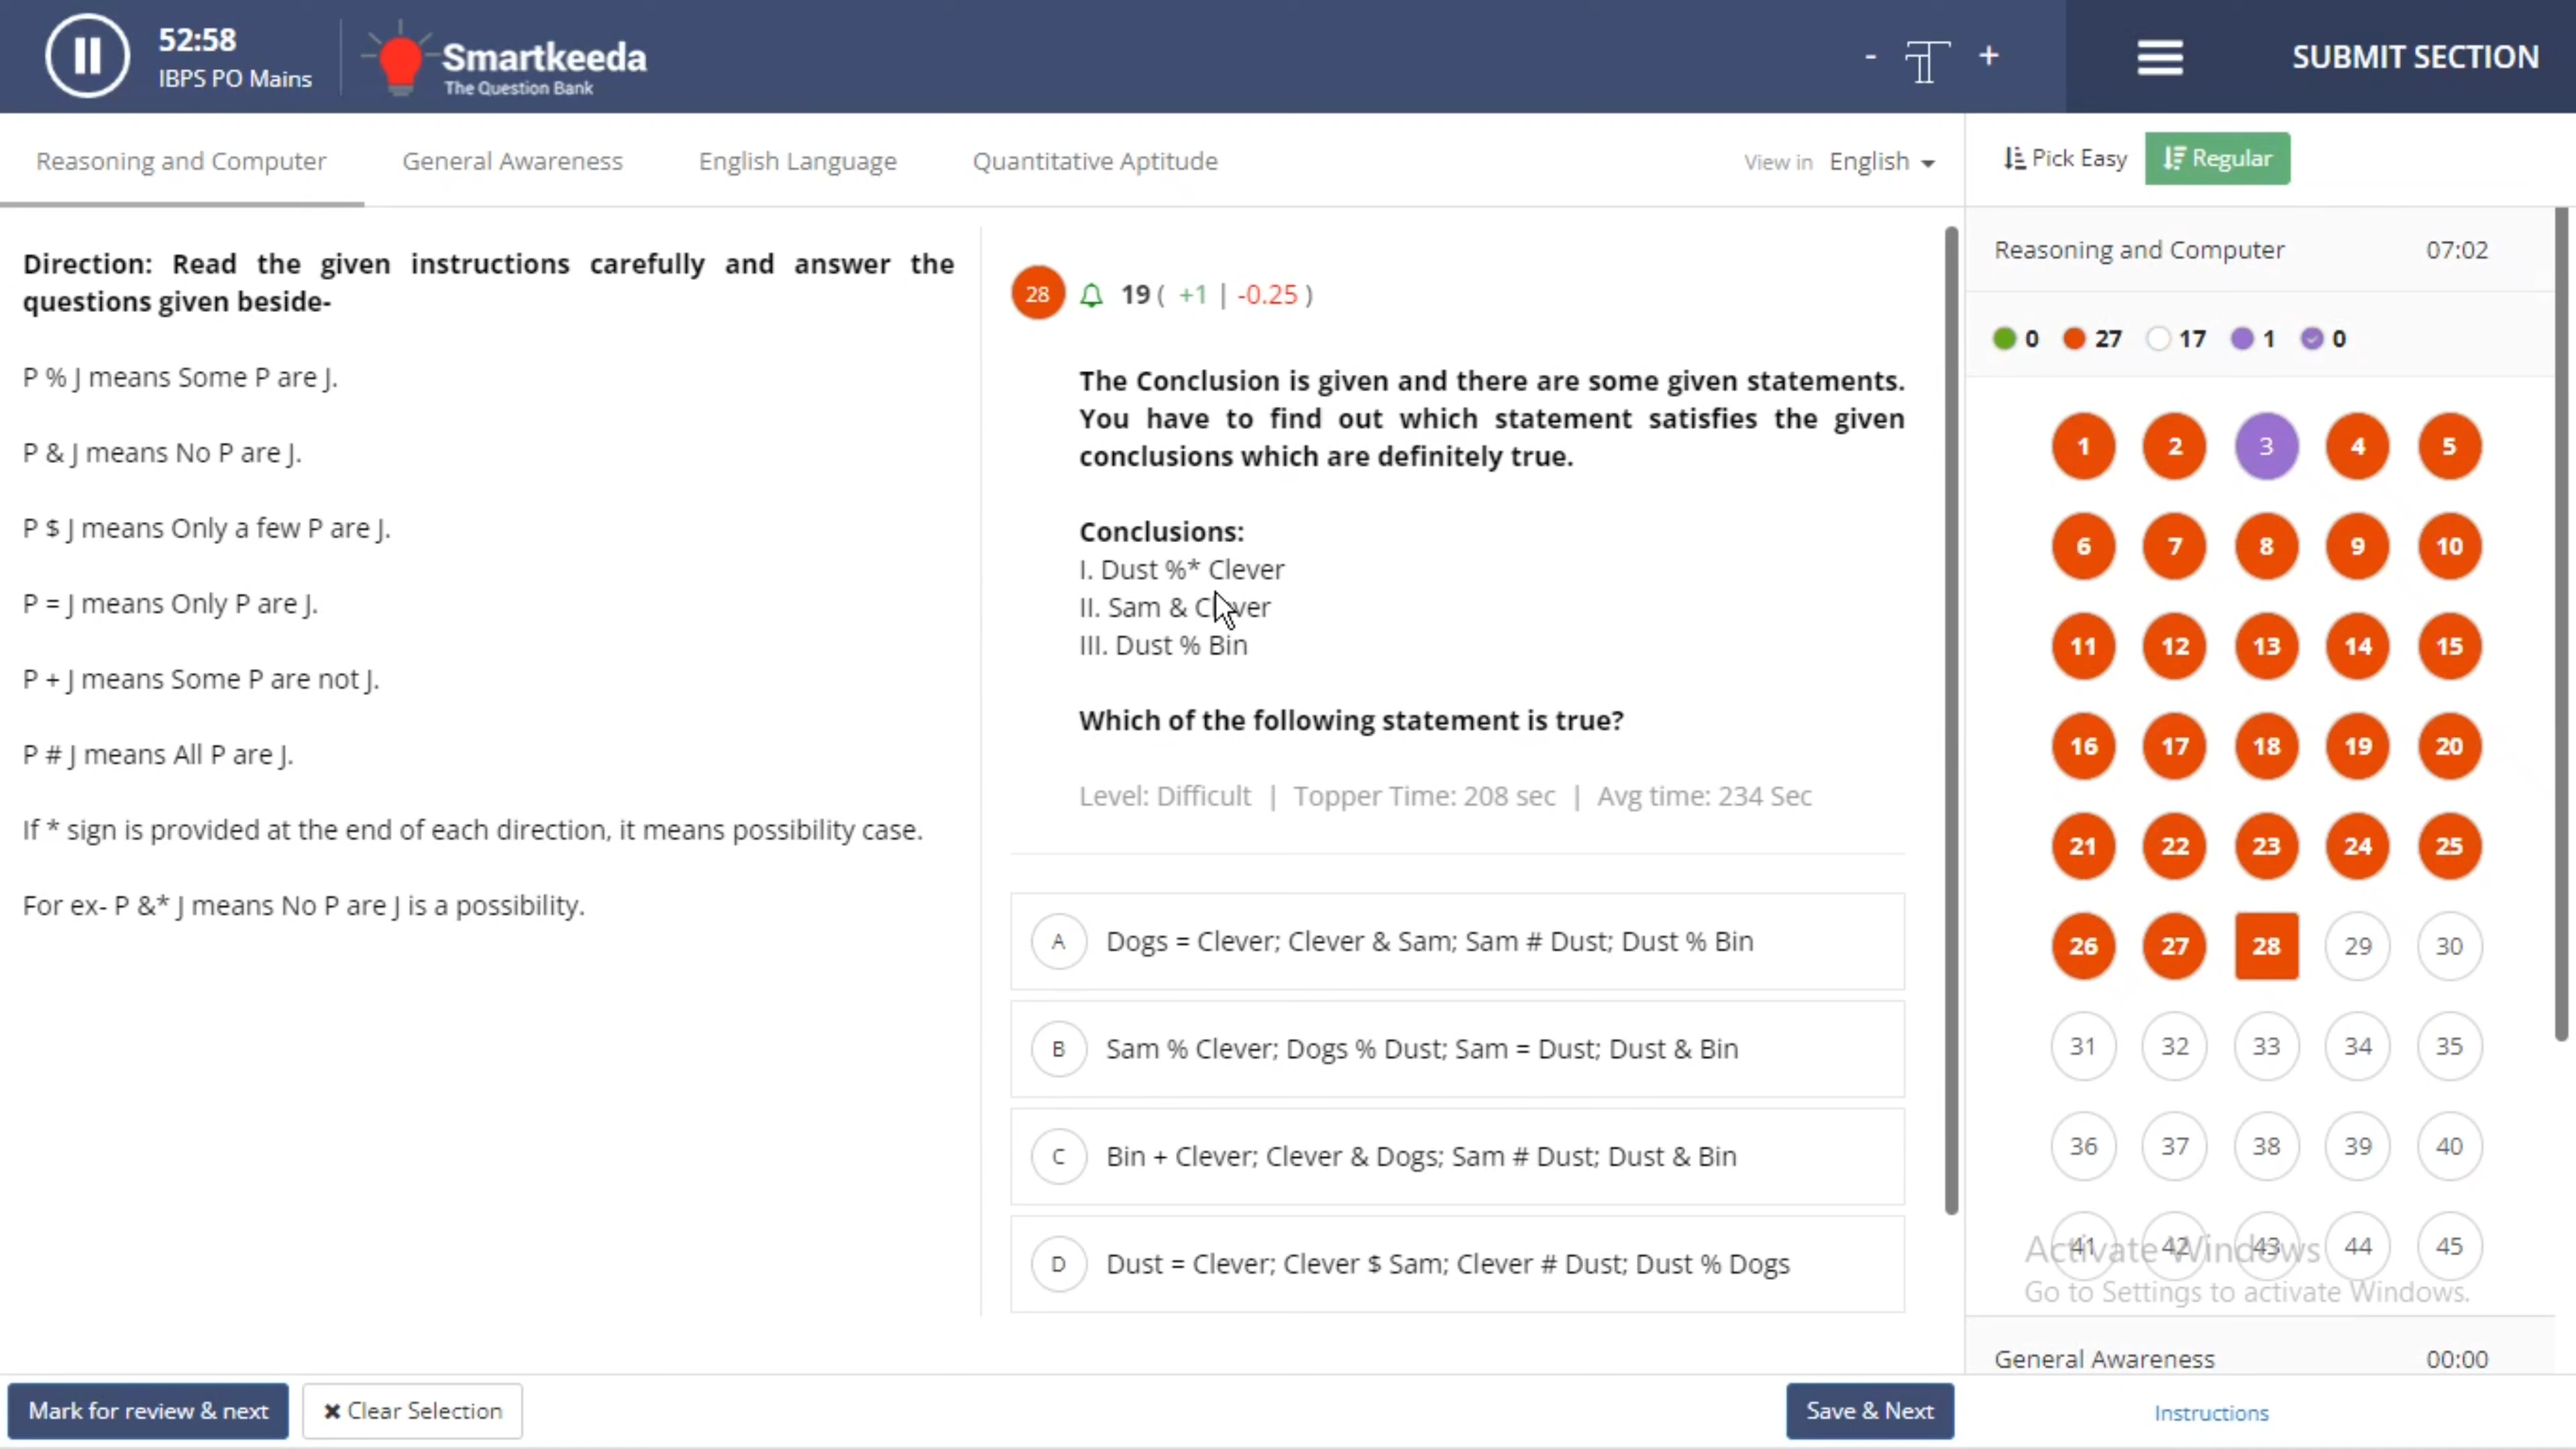 52:58
IBPS PO Mains
Smartkeeda
The Question Bank
- T +
SUBMIT SECTION
Reasoning and Computer
General Awareness
English Language
Quantitative Aptitude
View in English
Pick Easy
Regular
Direction: Read the given instructions carefully and answer the
questions given beside-
P % J means Some P are J.
P & J means No P are J.
P $ J means Only a few P are J.
P = J means Only P are J.
P + J means Some P are not J.
P # J means All P are J.
If * sign is provided at the end of each direction, it means possibility case.
For ex- P &* J means No P are J is a possibility.
28 19 ( +1 | -0.25 )
The Conclusion is given and there are some given statements.
You have to find out which statement satisfies the given
conclusions which are definitely true.
Conclusions:
I. Dust %* Clever
II. Sam & Clever
III. Dust % Bin
Which of the following statement is true?
Level: Difficult | Topper Time: 208 sec | Avg time: 234 Sec
A Dogs = Clever; Clever & Sam; Sam # Dust; Dust % Bin
B Sam % Clever; Dogs % Dust; Sam = Dust; Dust & Bin
C Bin + Clever; Clever & Dogs; Sam # Dust; Dust & Bin
D Dust = Clever; Clever $ Sam; Clever # Dust; Dust % Dogs
Reasoning and Computer 07:02
0 27 17 1 0
1 2 3 4 5
6 7 8 9 10
11 12 13 14 15
16 17 18 19 20
21 22 23 24 25
26 27 28 29 30
31 32 33 34 35
36 37 38 39 40
41 42 43 44 45
Activate Windows
Go to Settings to activate Windows.
General Awareness 00:00
Mark for review & next
Clear Selection
Save & Next
Instructions